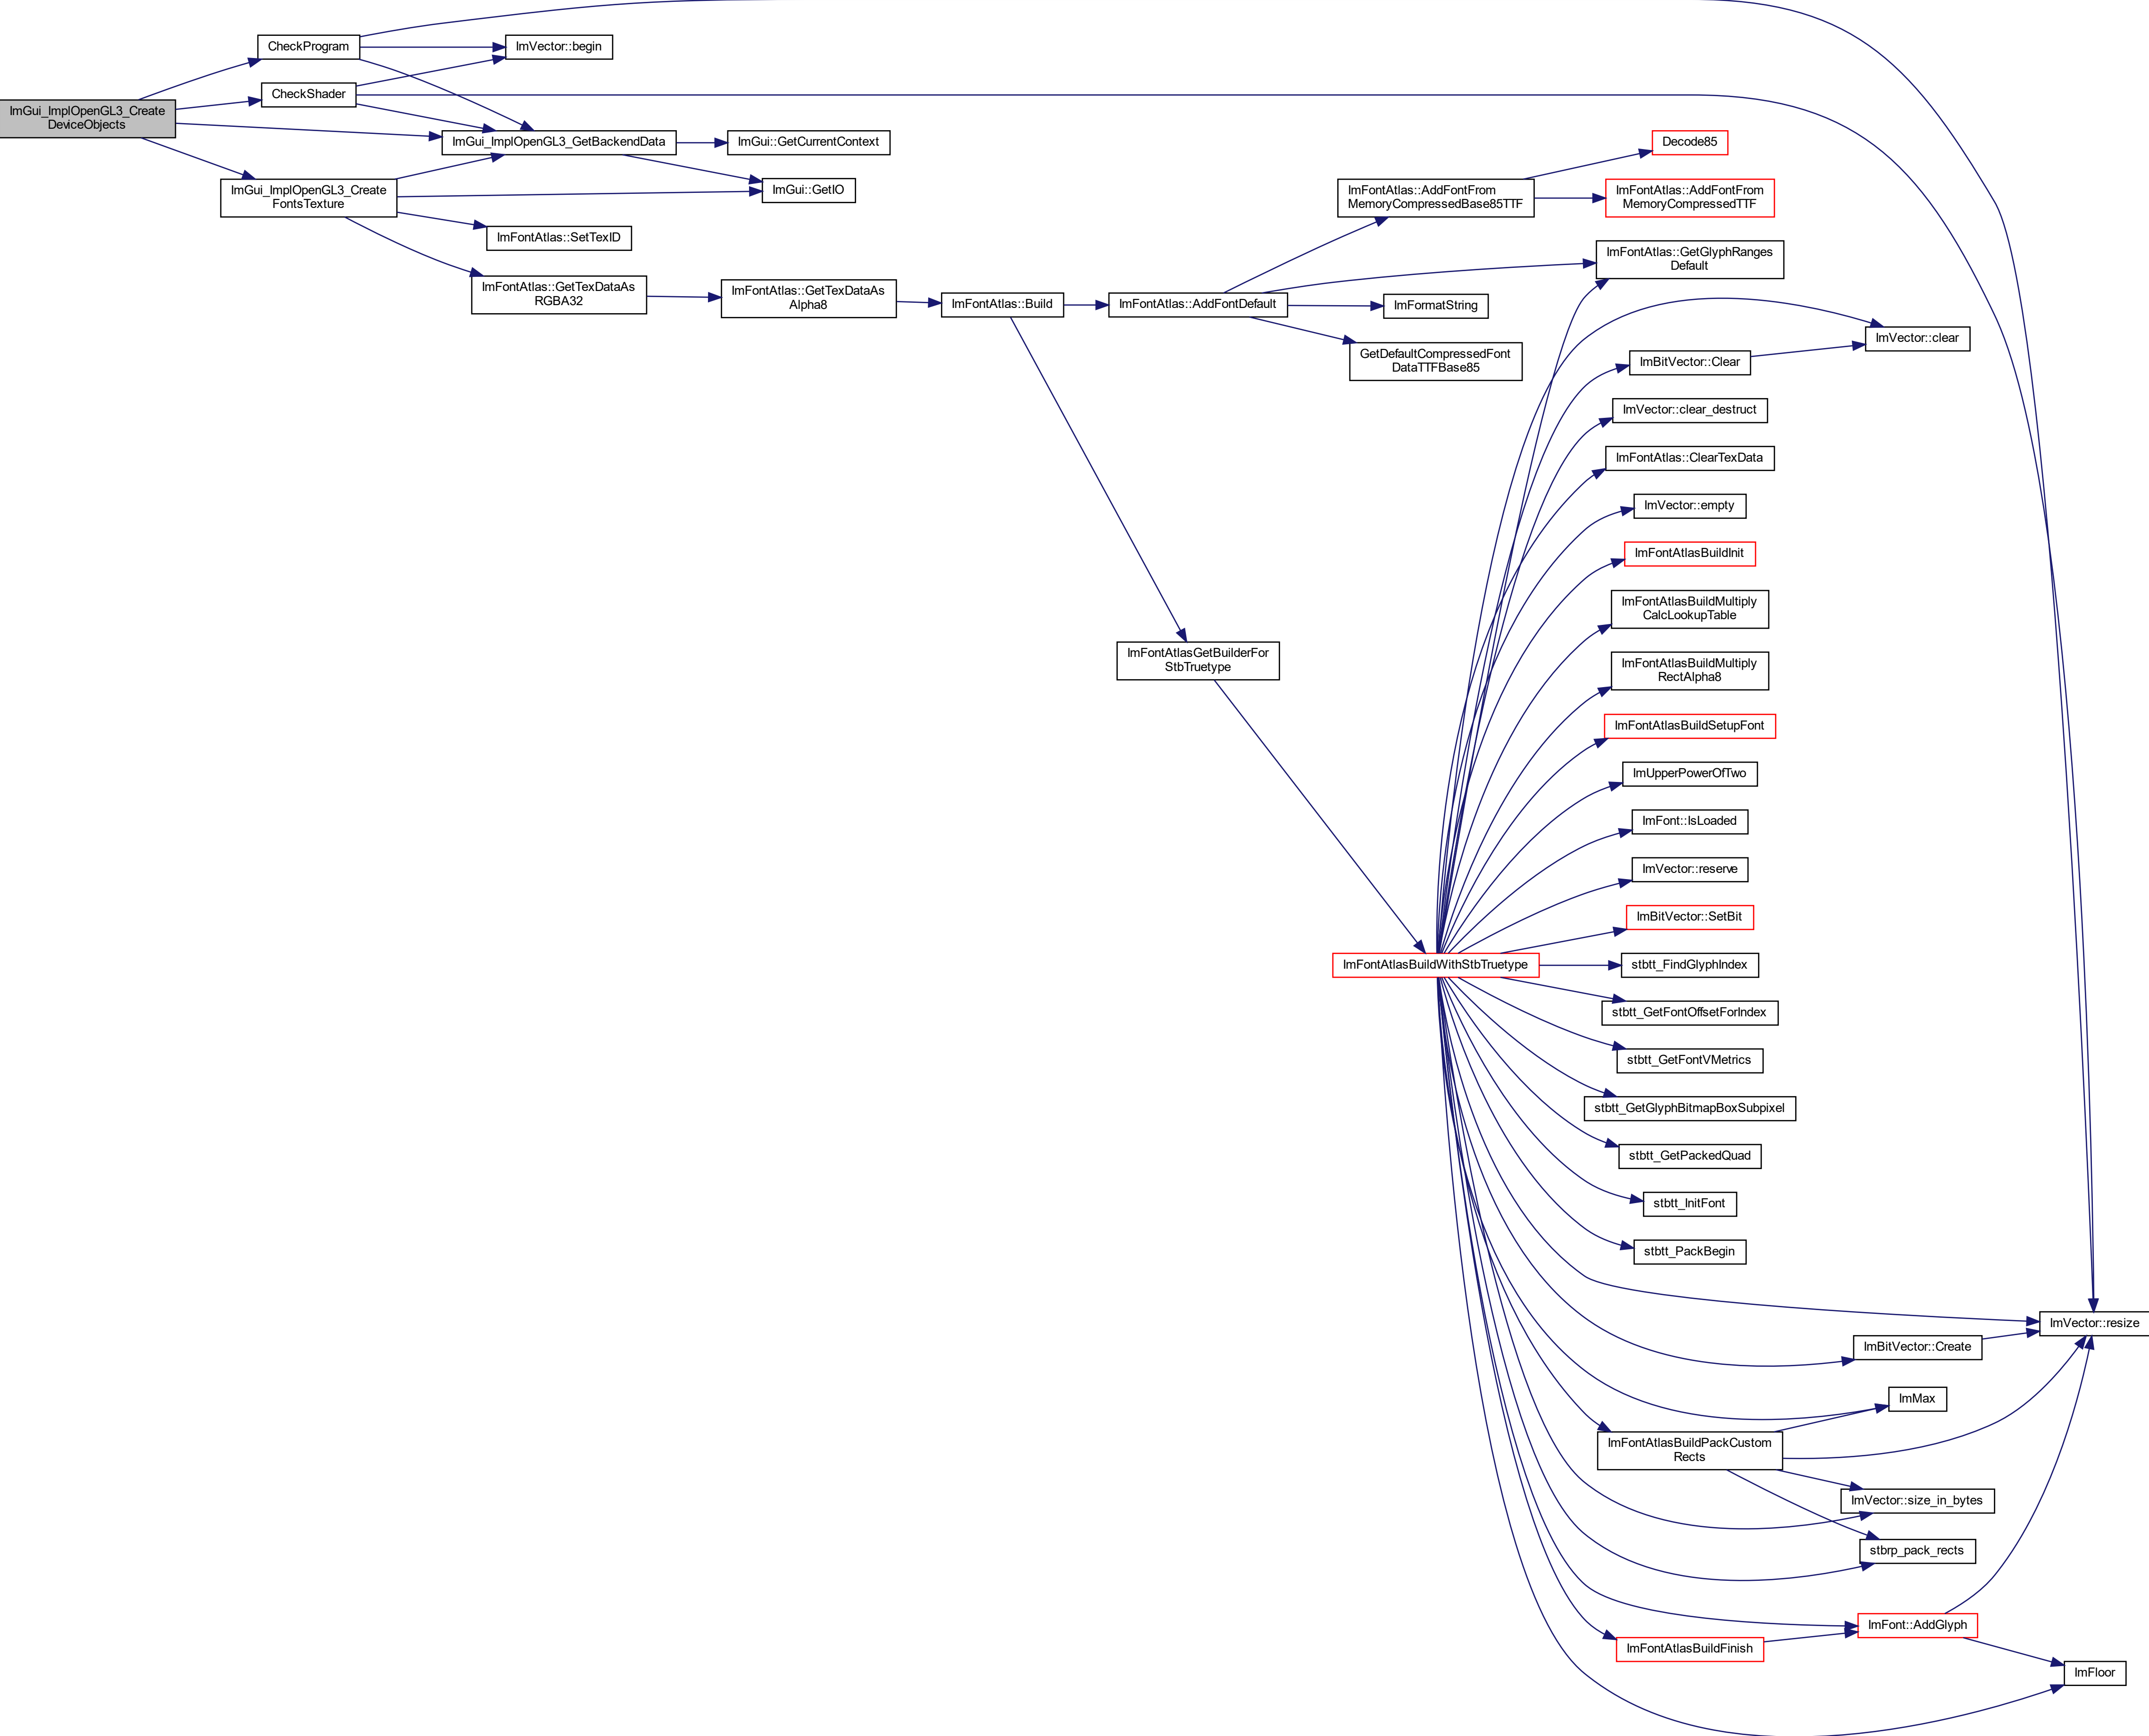 ImGui_ImplOpenGL3_Create
DeviceObjects
CheckProgram
CheckShader
ImGui_ImplOpenGL3_Create
FontsTexture
ImVector::begin
ImGui_ImplOpenGL3_GetBackendData
ImFontAtlas::SetTexID
ImFontAtlas::GetTexDataAs
RGBA32
ImGui::GetCurrentContext
ImGui::GetIO
ImFontAtlas::GetTexDataAs
Alpha8
ImFontAtlas::Build
ImFontAtlas::AddFontDefault
ImFontAtlasGetBuilderFor
StbTruetype
ImFontAtlas::AddFontFrom
MemoryCompressedBase85TTF
ImFormatString
GetDefaultCompressedFont
DataTTFBase85
ImFontAtlasBuildWithStbTruetype
Decode85
ImFontAtlas::AddFontFrom
MemoryCompressedTTF
ImFontAtlas::GetGlyphRanges
Default
ImBitVector::Clear
ImVector::clear_destruct
ImFontAtlas::ClearTexData
ImVector::empty
ImFontAtlasBuildInit
ImFontAtlasBuildMultiply
CalcLookupTable
ImFontAtlasBuildMultiply
RectAlpha8
ImFontAtlasBuildSetupFont
ImUpperPowerOfTwo
ImFont::IsLoaded
ImVector::reserve
ImBitVector::SetBit
stbtt_FindGlyphIndex
stbtt_GetFontOffsetForIndex
stbtt_GetFontVMetrics
stbtt_GetGlyphBitmapBoxSubpixel
stbtt_GetPackedQuad
stbtt_InitFont
stbtt_PackBegin
ImFontAtlasBuildPackCustom
Rects
ImFontAtlasBuildFinish
ImVector::clear
ImBitVector::Create
ImMax
ImVector::size_in_bytes
stbrp_pack_rects
ImFont::AddGlyph
ImVector::resize
ImFloor